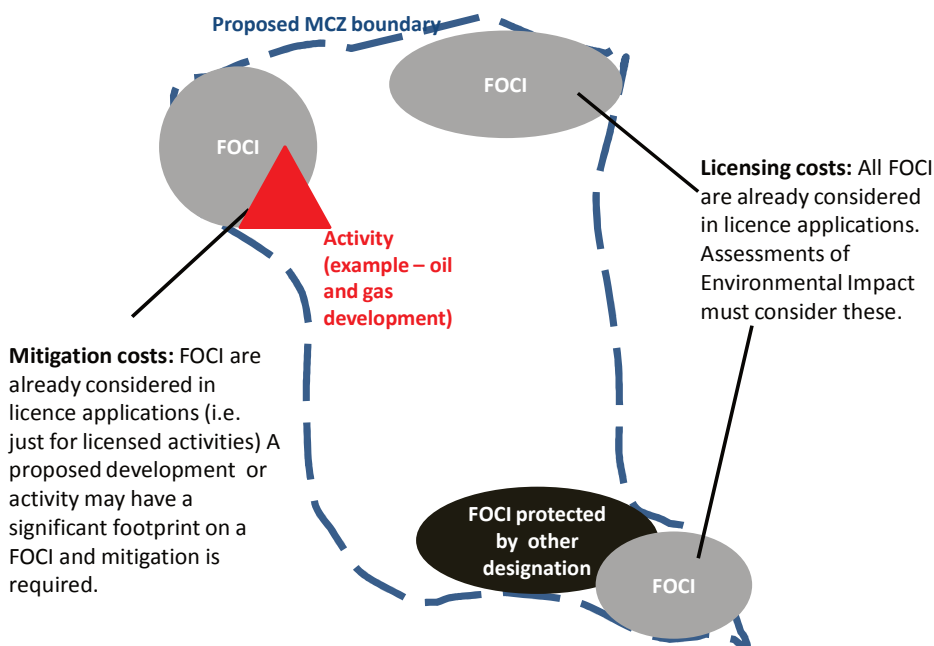 Proposed MCZ boundary
FOCI
FOCI
Activity
(example – oil
and gas
development)
Licensing costs: All FOCI
are already considered
in licence applications.
Assessments of
Environmental Impact
must consider these.
Mitigation costs: FOCI are
already considered in
licence applications (i.e.
just for licensed activities) A
proposed development or
activity may have a
significant footprint on a
FOCI and mitigation is
required.
FOCI protected
by other
designation
FOCI